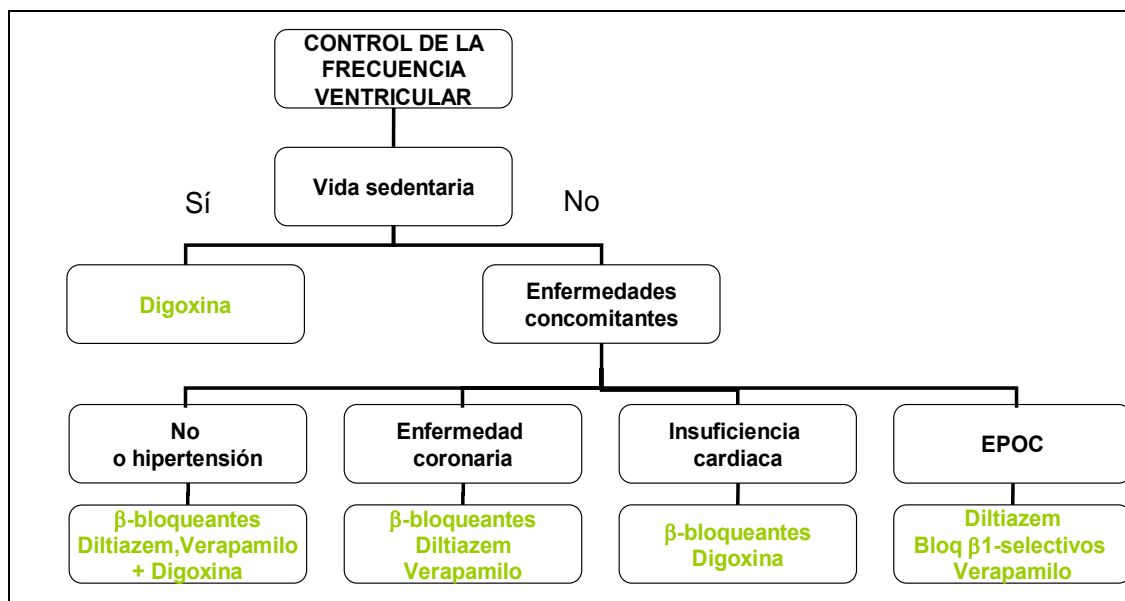 CONTROL DE LA
FRECUENCIA
VENTRICULAR
Vida sedentaria
Sí
No
Digoxina
Enfermedades
concomitantes
No
o hipertensión
Enfermedad
coronaria
Insuficiencia
cardiaca
EPOC
β-bloqueantes
Diltiazem,Verapamilo
+ Digoxina
β-bloqueantes
Diltiazem
Verapamilo
β-bloqueantes
Digoxina
Diltiazem
Bloq β1-selectivos
Verapamilo